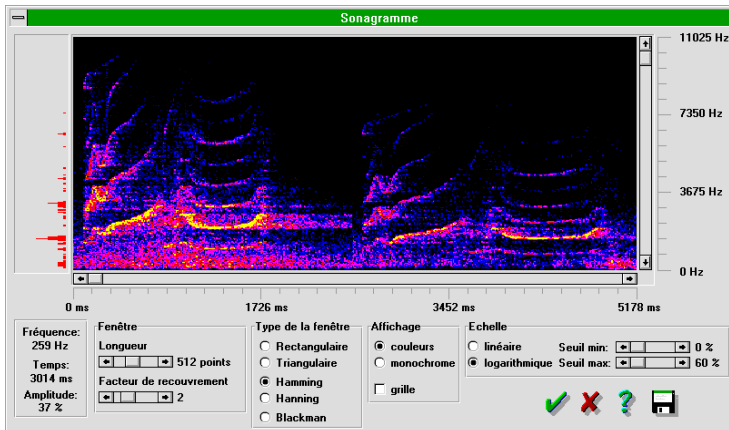 Sonagramme
11025 Hz
7350 Hz
3675 Hz
0 Hz
0 ms
1726 ms
3452 ms
5178 ms
Fréquence:
259 Hz
Temps:
3014 ms
Amplitude:
37 %
Fenêtre
Longueur
512 points
Facteur de recouvrement
2
Type de la fenêtre
Rectangulaire
Triangulaire
Hamming
Hanning
Blackman
Affichage
couleurs
monochrome
grille
Echelle
linéaire
logarithmique
Seuil min:
0 %
Seuil max:
60 %